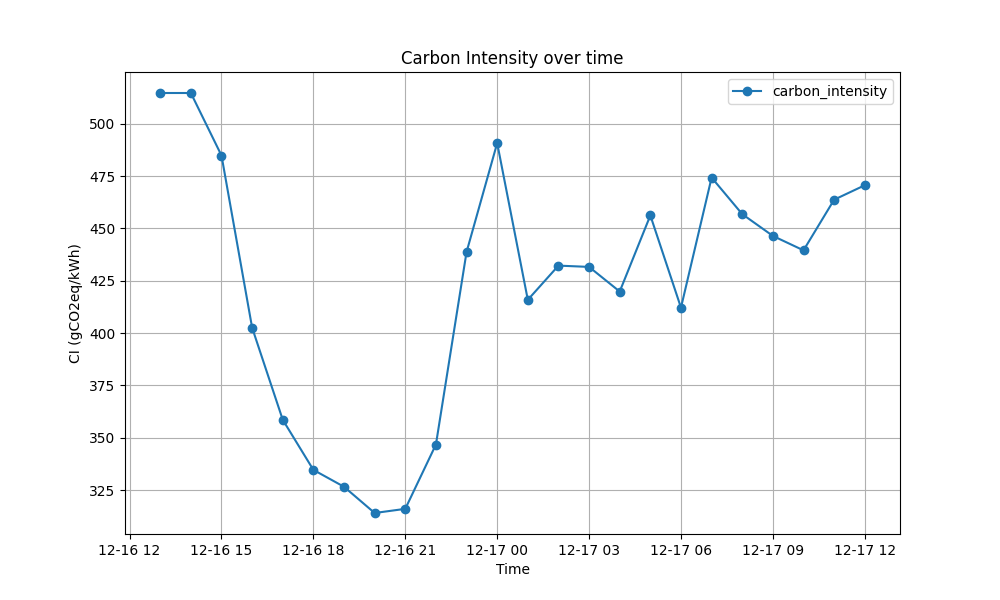 Carbon Intensity over time
carbon_intensity
CI (gCO2eq/kWh)
500
475
450
425
400
375
350
325
12-16 12 12-16 15 12-16 18 12-16 21 12-17 00 12-17 03 12-17 06 12-17 09 12-17 12
Time